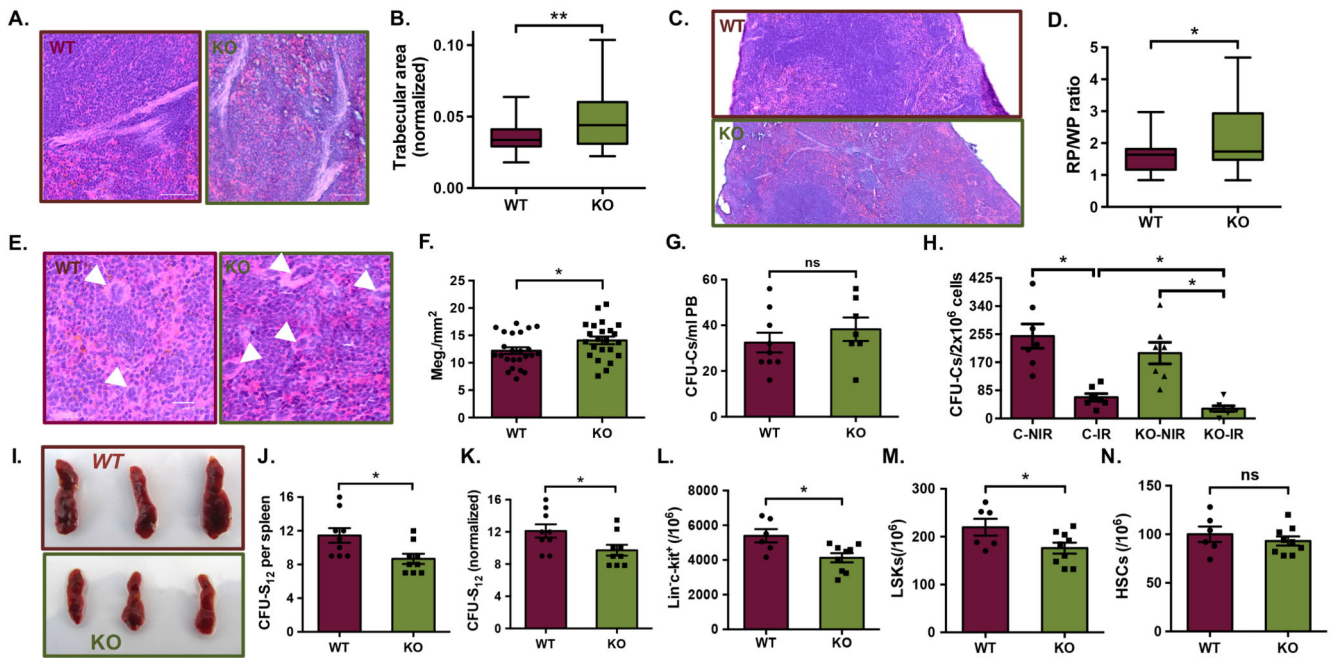 A.
WT
KO
B.
**
Trabecular area
(normalized)
0.10
0.05
0.00
WT
KO
C.
WT
KO
D.
*
RP/WP ratio
5
4
3
2
1
0
WT
KO
E.
WT
KO
F.
*
Meg./mm²
25
20
15
10
5
0
WT
KO
G.
ns
CFU-Cs/ml PB
60
40
20
0
WT
KO
H.
*
*
*
CFU-Cs/2x10⁶ cells
425
340
255
170
85
0
C-NIR
C-IR
KO-NIR
KO-IR
I.
WT
KO
J.
*
CFU-S₁₂ per spleen
16
12
8
4
0
WT
KO
K.
*
CFU-S₁₂ (normalized)
16
12
8
4
0
WT
KO
L.
*
Lin⁻c-kit⁺ (/10⁶)
8000
6000
4000
2000
0
WT
KO
M.
*
LSKs(/10⁶)
300
200
100
0
WT
KO
N.
ns
HSCs (/10⁶)
150
100
50
0
WT
KO